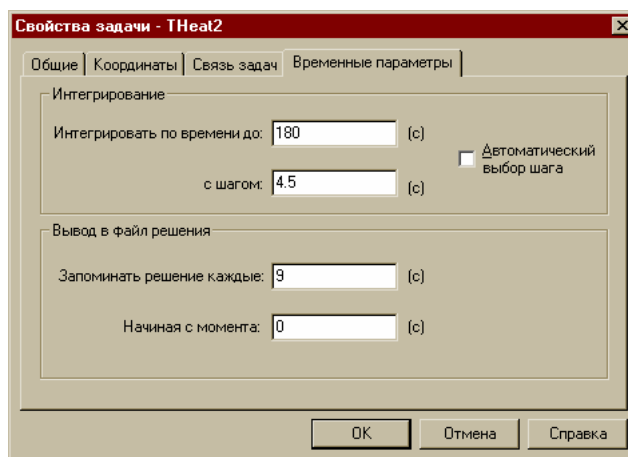 Свойства задачи - THeat2
Общие Координаты Связь задач Временные параметры
Интегрирование
Интегрировать по времени до: 180 (с)
Автоматический
выбор шага
с шагом: 4.5 (с)
Вывод в файл решения
Запоминать решение каждые: 9 (с)
Начиная с момента: 0 (с)
OK Отмена Справка